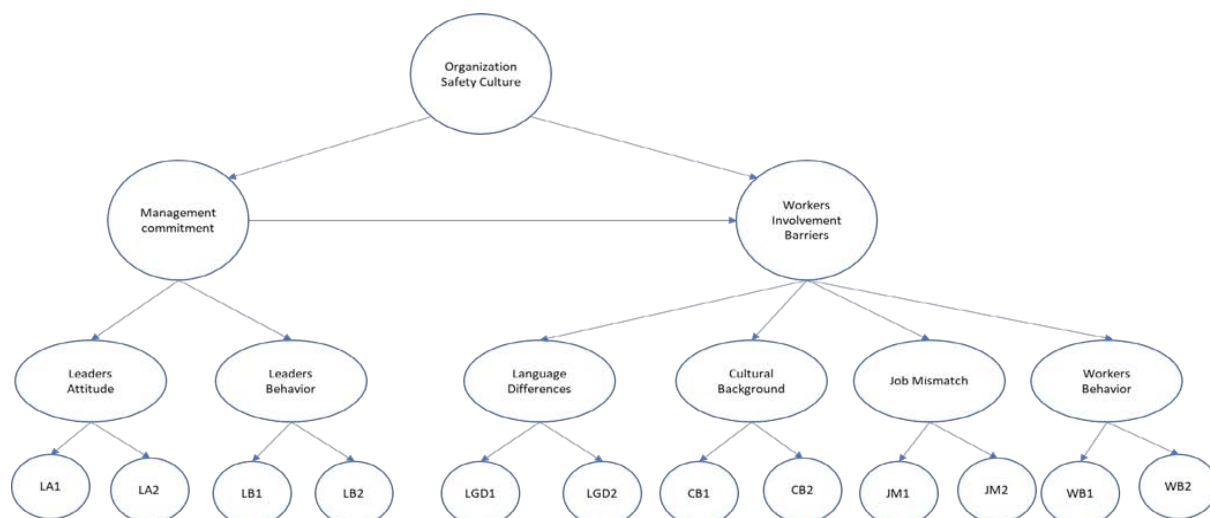 Organization
Safety Culture
Management
commitment
Workers
Involvement
Barriers
Leaders
Attitude
Leaders
Behavior
Language
Differences
Cultural
Background
Job Mismatch
Workers
Behavior
LA1
LA2
LB1
LB2
LGD1
LGD2
CB1
CB2
JM1
JM2
WB1
WB2